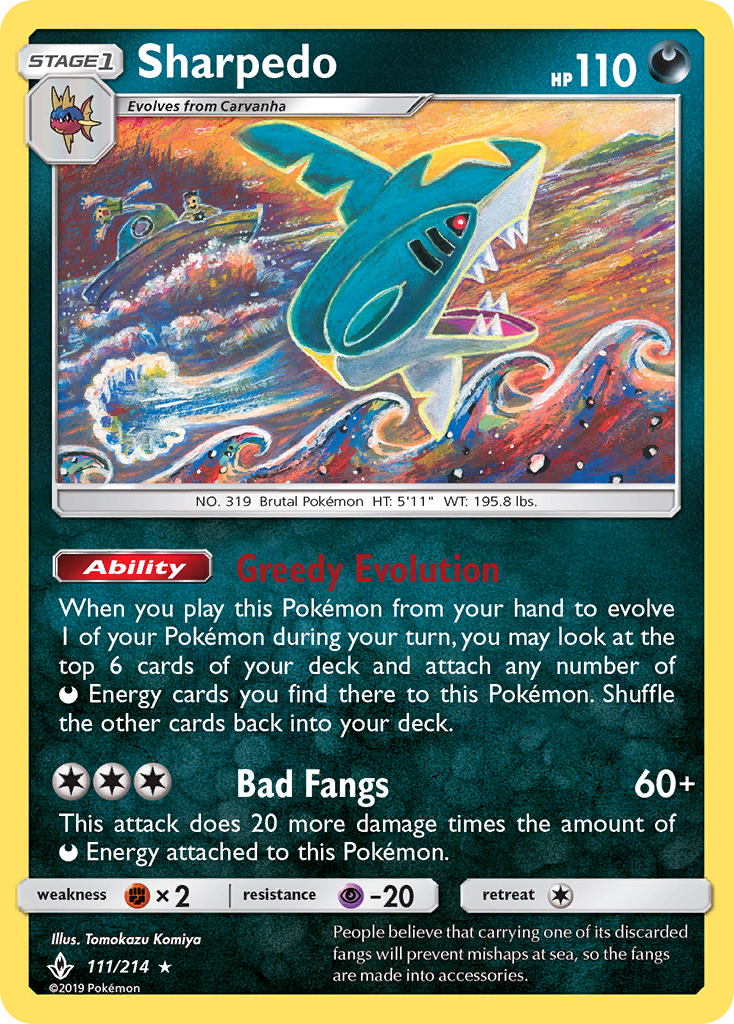 STAGE1
Sharpedo
HP110
Evolves from Carvanha
NO. 319 Brutal Pokémon HT: 5'11" WT: 195.8 lbs.
Ability Greedy Evolution
When you play this Pokémon from your hand to evolve
1 of your Pokémon during your turn, you may look at the
top 6 cards of your deck and attach any number of
Energy cards you find there to this Pokémon. Shuffle
the other cards back into your deck.
Bad Fangs 60+
This attack does 20 more damage times the amount of
Energy attached to this Pokémon.
weakness ×2 resistance -20 retreat
Illus. Tomokazu Komiya
111/214 ★
©2019 Pokémon
People believe that carrying one of its discarded
fangs will prevent mishaps at sea, so the fangs
are made into accessories.